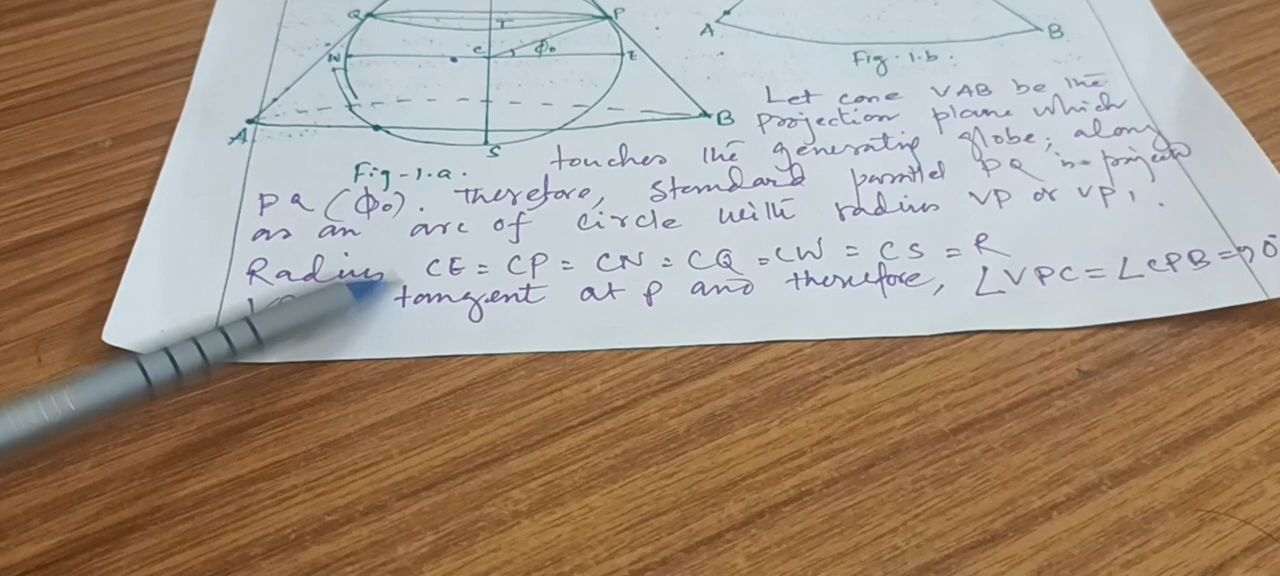 Q
T
P
W
C
φ₀
E
A
B
S
Fig-1.a.
A
B
Fig.1.b.
Let cone VAB be the
projection plane which
touches the generating globe, along
PQ (φ₀). Therefore, standard parallel PQ is project
as an arc of circle with radius VP or VP₁.
Radius CE = CP = CN = CQ = CW = CS = R
tangent at P and therefore, ∠VPC = ∠CPB = 90°